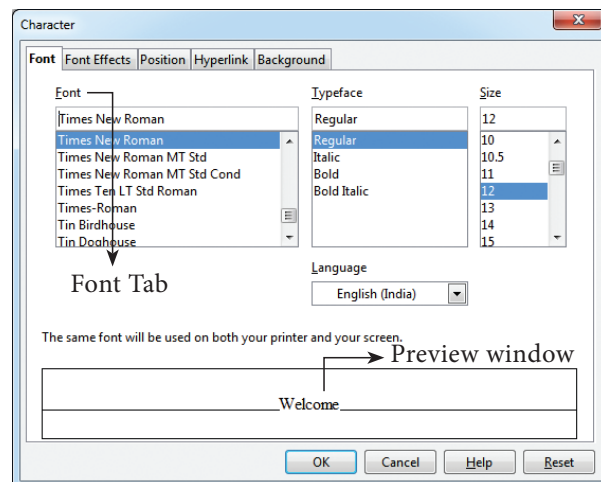 Character
Font Font Effects Position Hyperlink Background
Font Typeface Size
Times New Roman Regular 12
Times New Roman Regular 10
Times New Roman MT Std Italic 10.5
Times New Roman MT Std Cond Bold 11
Times Ten LT Std Roman Bold Italic 12
Times-Roman 13
Tin Birdhouse 14
Tin Doghouse 15
Font Tab
Language
English (India)
The same font will be used on both your printer and your screen.
Preview window
Welcome
OK Cancel Help Reset